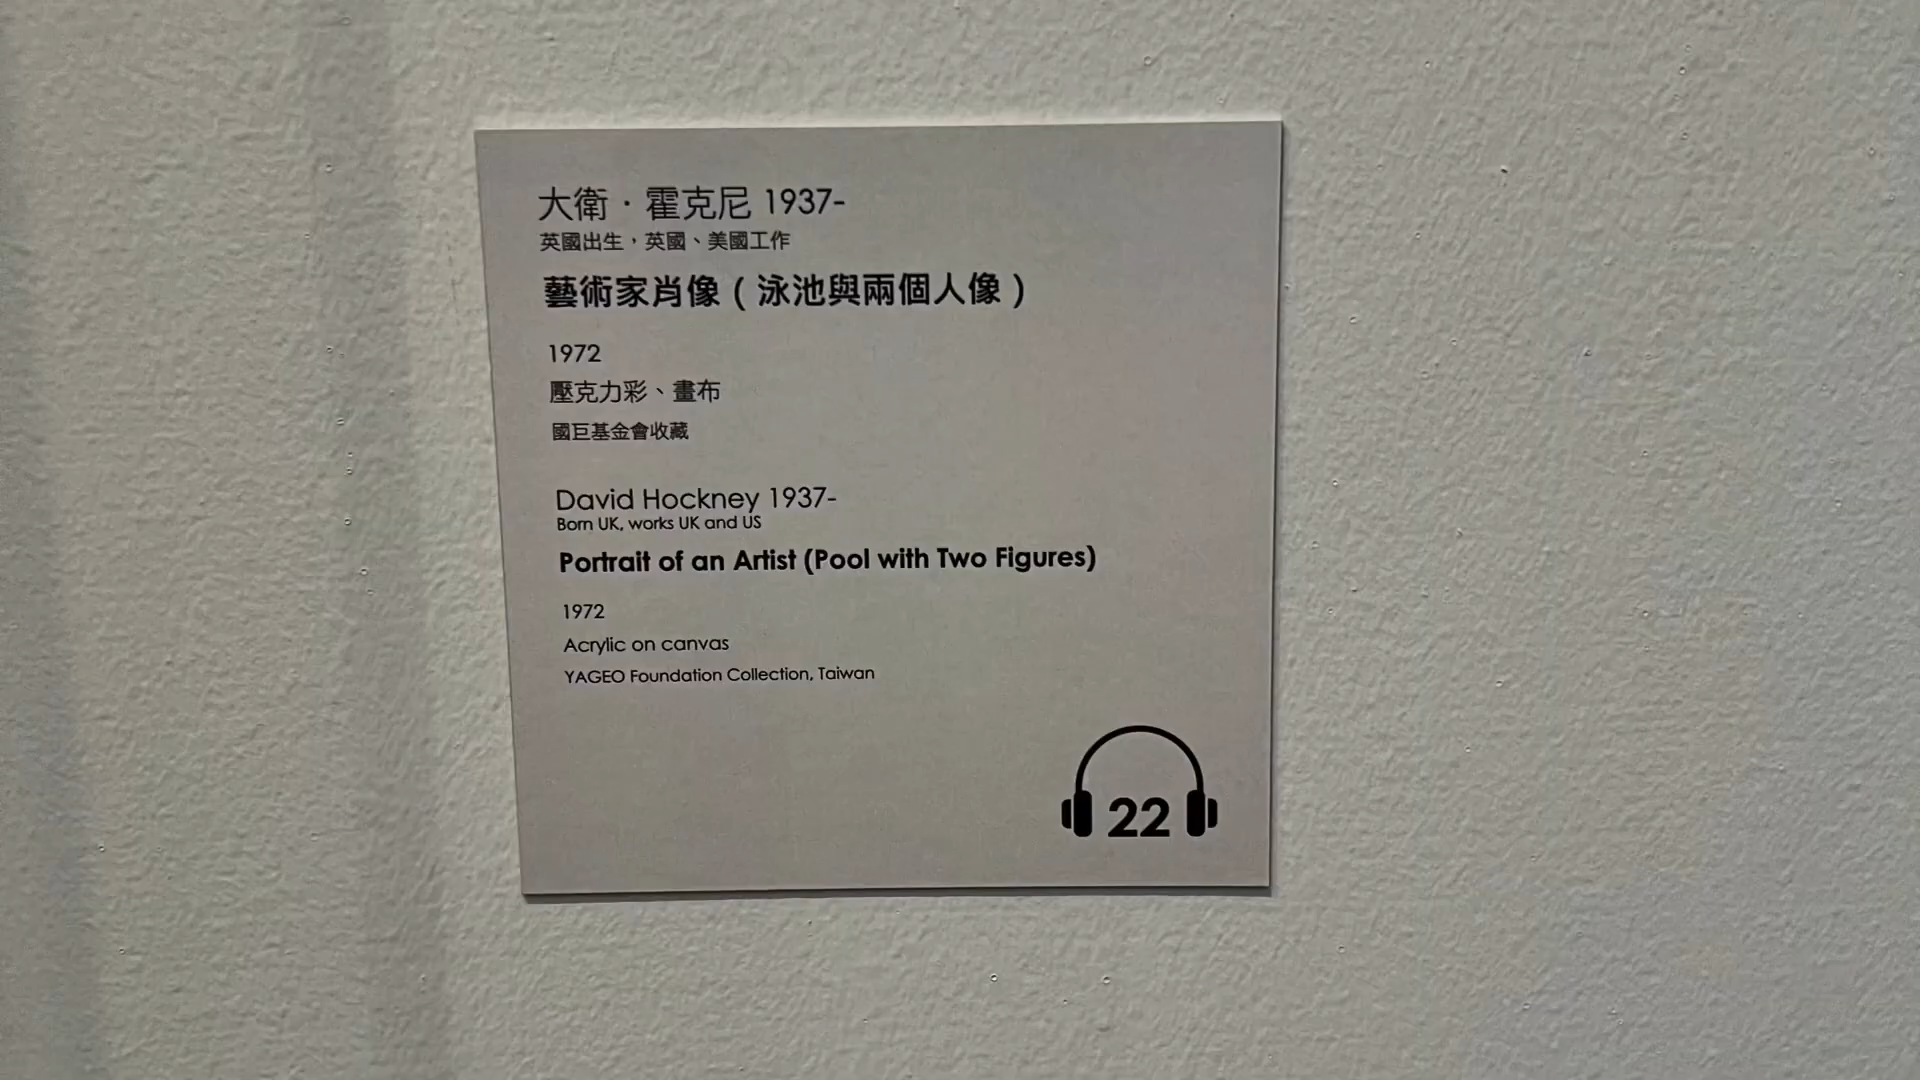 大衛・霍克尼 1937-
英國出生，英國、美國工作
藝術家肖像（泳池與兩個人像）
1972
壓克力彩、畫布
國巨基金會收藏
David Hockney 1937-
Born UK, works UK and US
Portrait of an Artist (Pool with Two Figures)
1972
Acrylic on canvas
YAGEO Foundation Collection, Taiwan
22